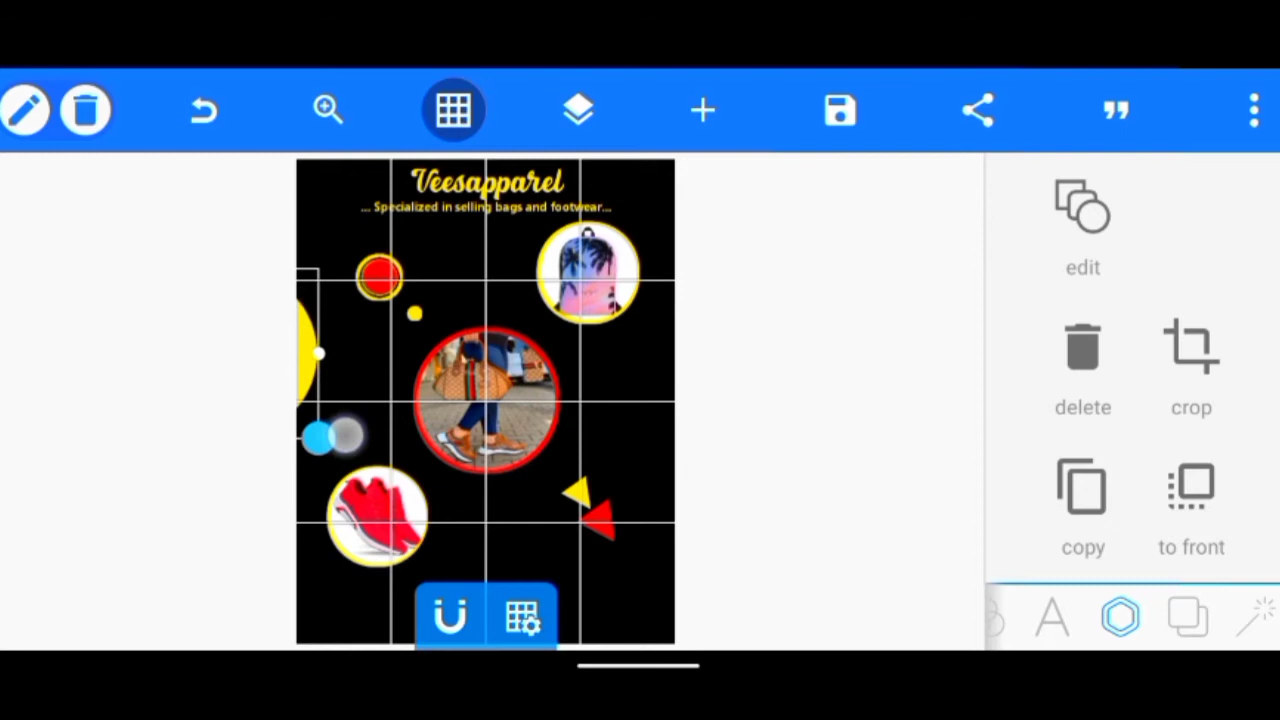 Veesapparel
... Specialized in selling bags and footwear...
edit
delete
crop
copy
to front